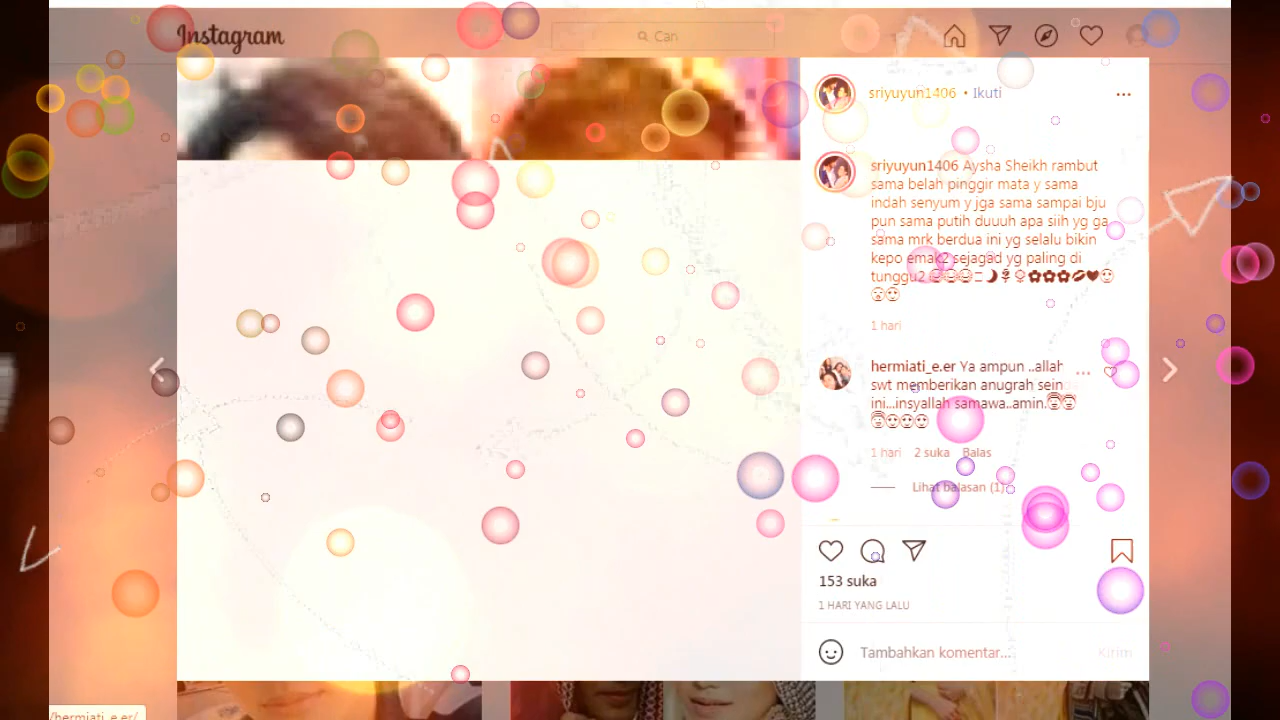 Instagram
Cari
sriyuyun1406 • Ikuti
sriyuyun1406 Aysha Sheikh rambut
sama belah pinggir mata y sama
indah senyum y jga sama sampai bju
pun sama putih duuuh apa siih yg ga
sama mrk berdua ini yg selalu bikin
kepo emak2 sejagad yg paling di
tunggu2
1 hari
hermiati_e.er Ya ampun ..allah
swt memberikan anugrah
ini...insyallah samawa..amin.
1 hari 2 suka Balas
Lihat balasan (1)
153 suka
1 HARI YANG LALU
Tambahkan komentar... Kirim
/hermiati_e.er/